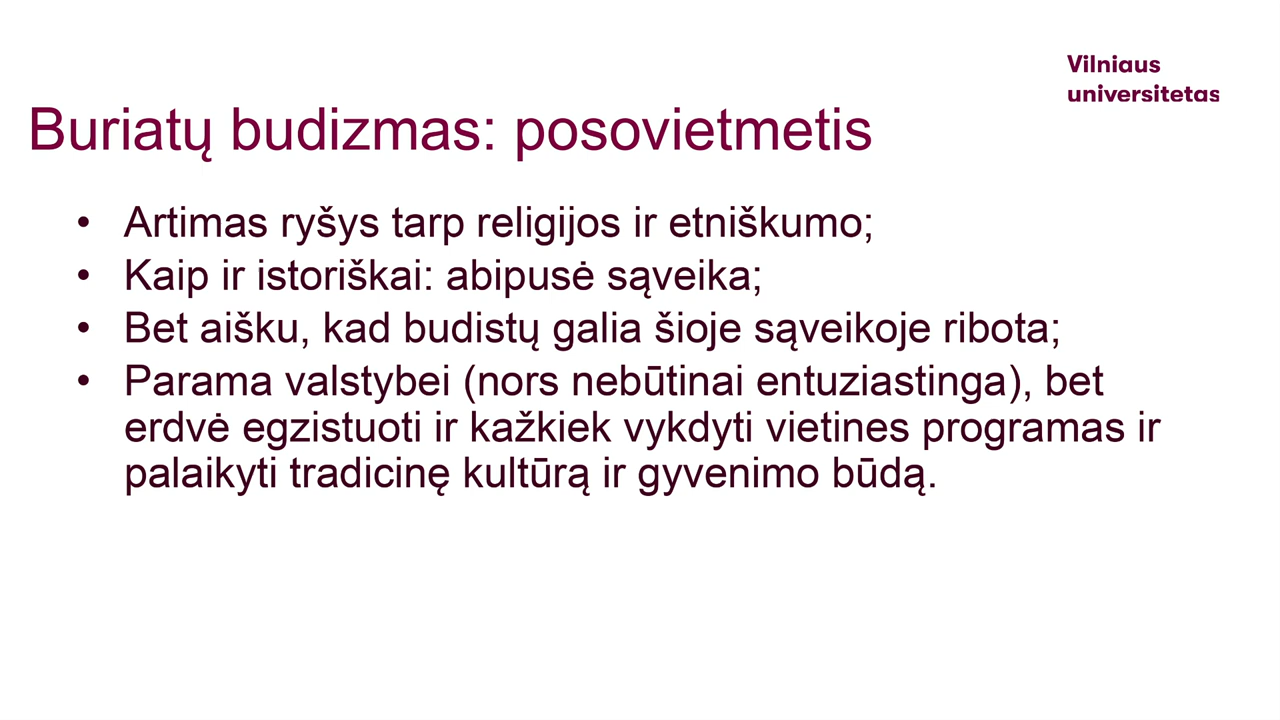 Vilniaus
universitetas
Buriatų budizmas: posovietmetis
• Artimas ryšys tarp religijos ir etniškumo;
• Kaip ir istoriškai: abipusė sąveika;
• Bet aišku, kad budistų galia šioje sąveikoje ribota;
• Parama valstybei (nors nebūtinai entuziastinga), bet
erdvė egzistuoti ir kažkiek vykdyti vietines programas ir
palaikyti tradicinę kultūrą ir gyvenimo būdą.